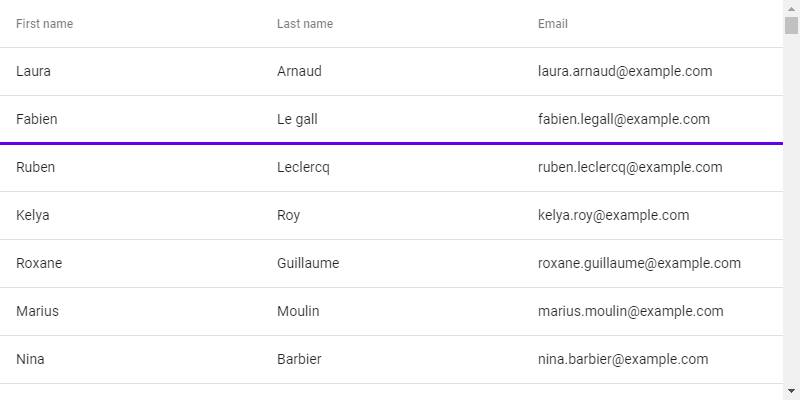 First name Last name Email
Laura Arnaud laura.arnaud@example.com
Fabien Le gall fabien.legall@example.com
Ruben Leclercq ruben.leclercq@example.com
Kelya Roy kelya.roy@example.com
Roxane Guillaume roxane.guillaume@example.com
Marius Moulin marius.moulin@example.com
Nina Barbier nina.barbier@example.com